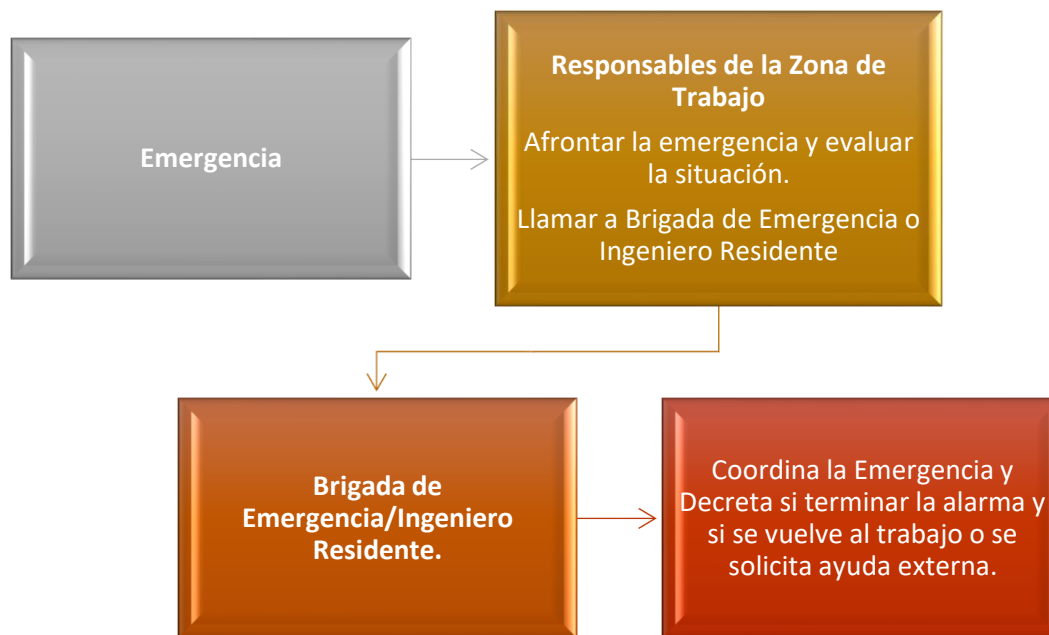 Emergencia
Responsables de la Zona de
Trabajo
Afrontar la emergencia y evaluar
la situación.
Llamar a Brigada de Emergencia o
Ingeniero Residente
Brigada de
Emergencia/Ingeniero
Residente.
Coordina la Emergencia y
Decreta si terminar la alarma y
si se vuelve al trabajo o se
solicita ayuda externa.